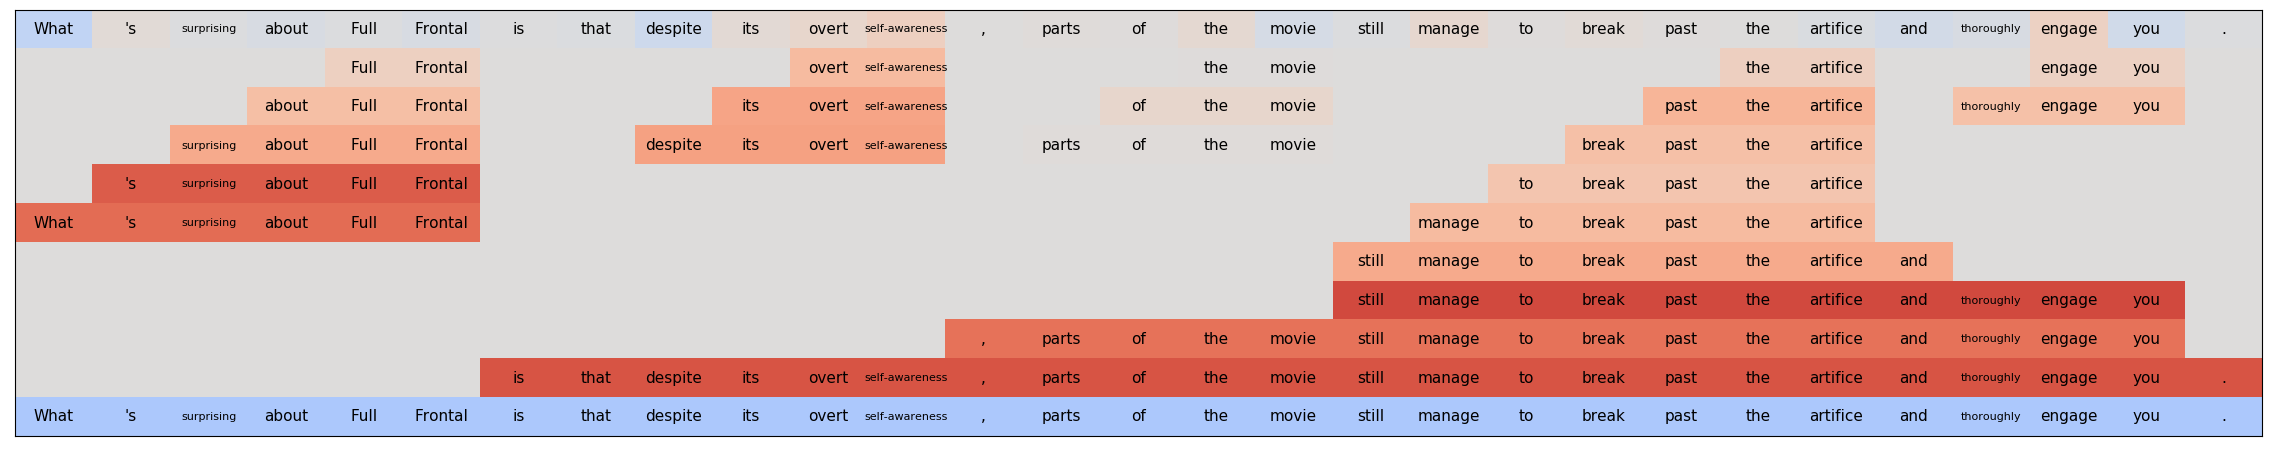 What 's surprising about Full Frontal is that despite its overt self-awareness , parts of the movie still manage to break past the artifice and thoroughly engage you .
Full Frontal overt self-awareness the movie the artifice engage you
about Full Frontal its overt self-awareness of the movie past the artifice thoroughly engage you
surprising about Full Frontal despite its overt self-awareness parts of the movie break past the artifice
's surprising about Full Frontal to break past the artifice
What 's surprising about Full Frontal manage to break past the artifice
still manage to break past the artifice and
still manage to break past the artifice and thoroughly engage you
, parts of the movie still manage to break past the artifice and thoroughly engage you
is that despite its overt self-awareness , parts of the movie still manage to break past the artifice and thoroughly engage you .
What 's surprising about Full Frontal is that despite its overt self-awareness , parts of the movie still manage to break past the artifice and thoroughly engage you .